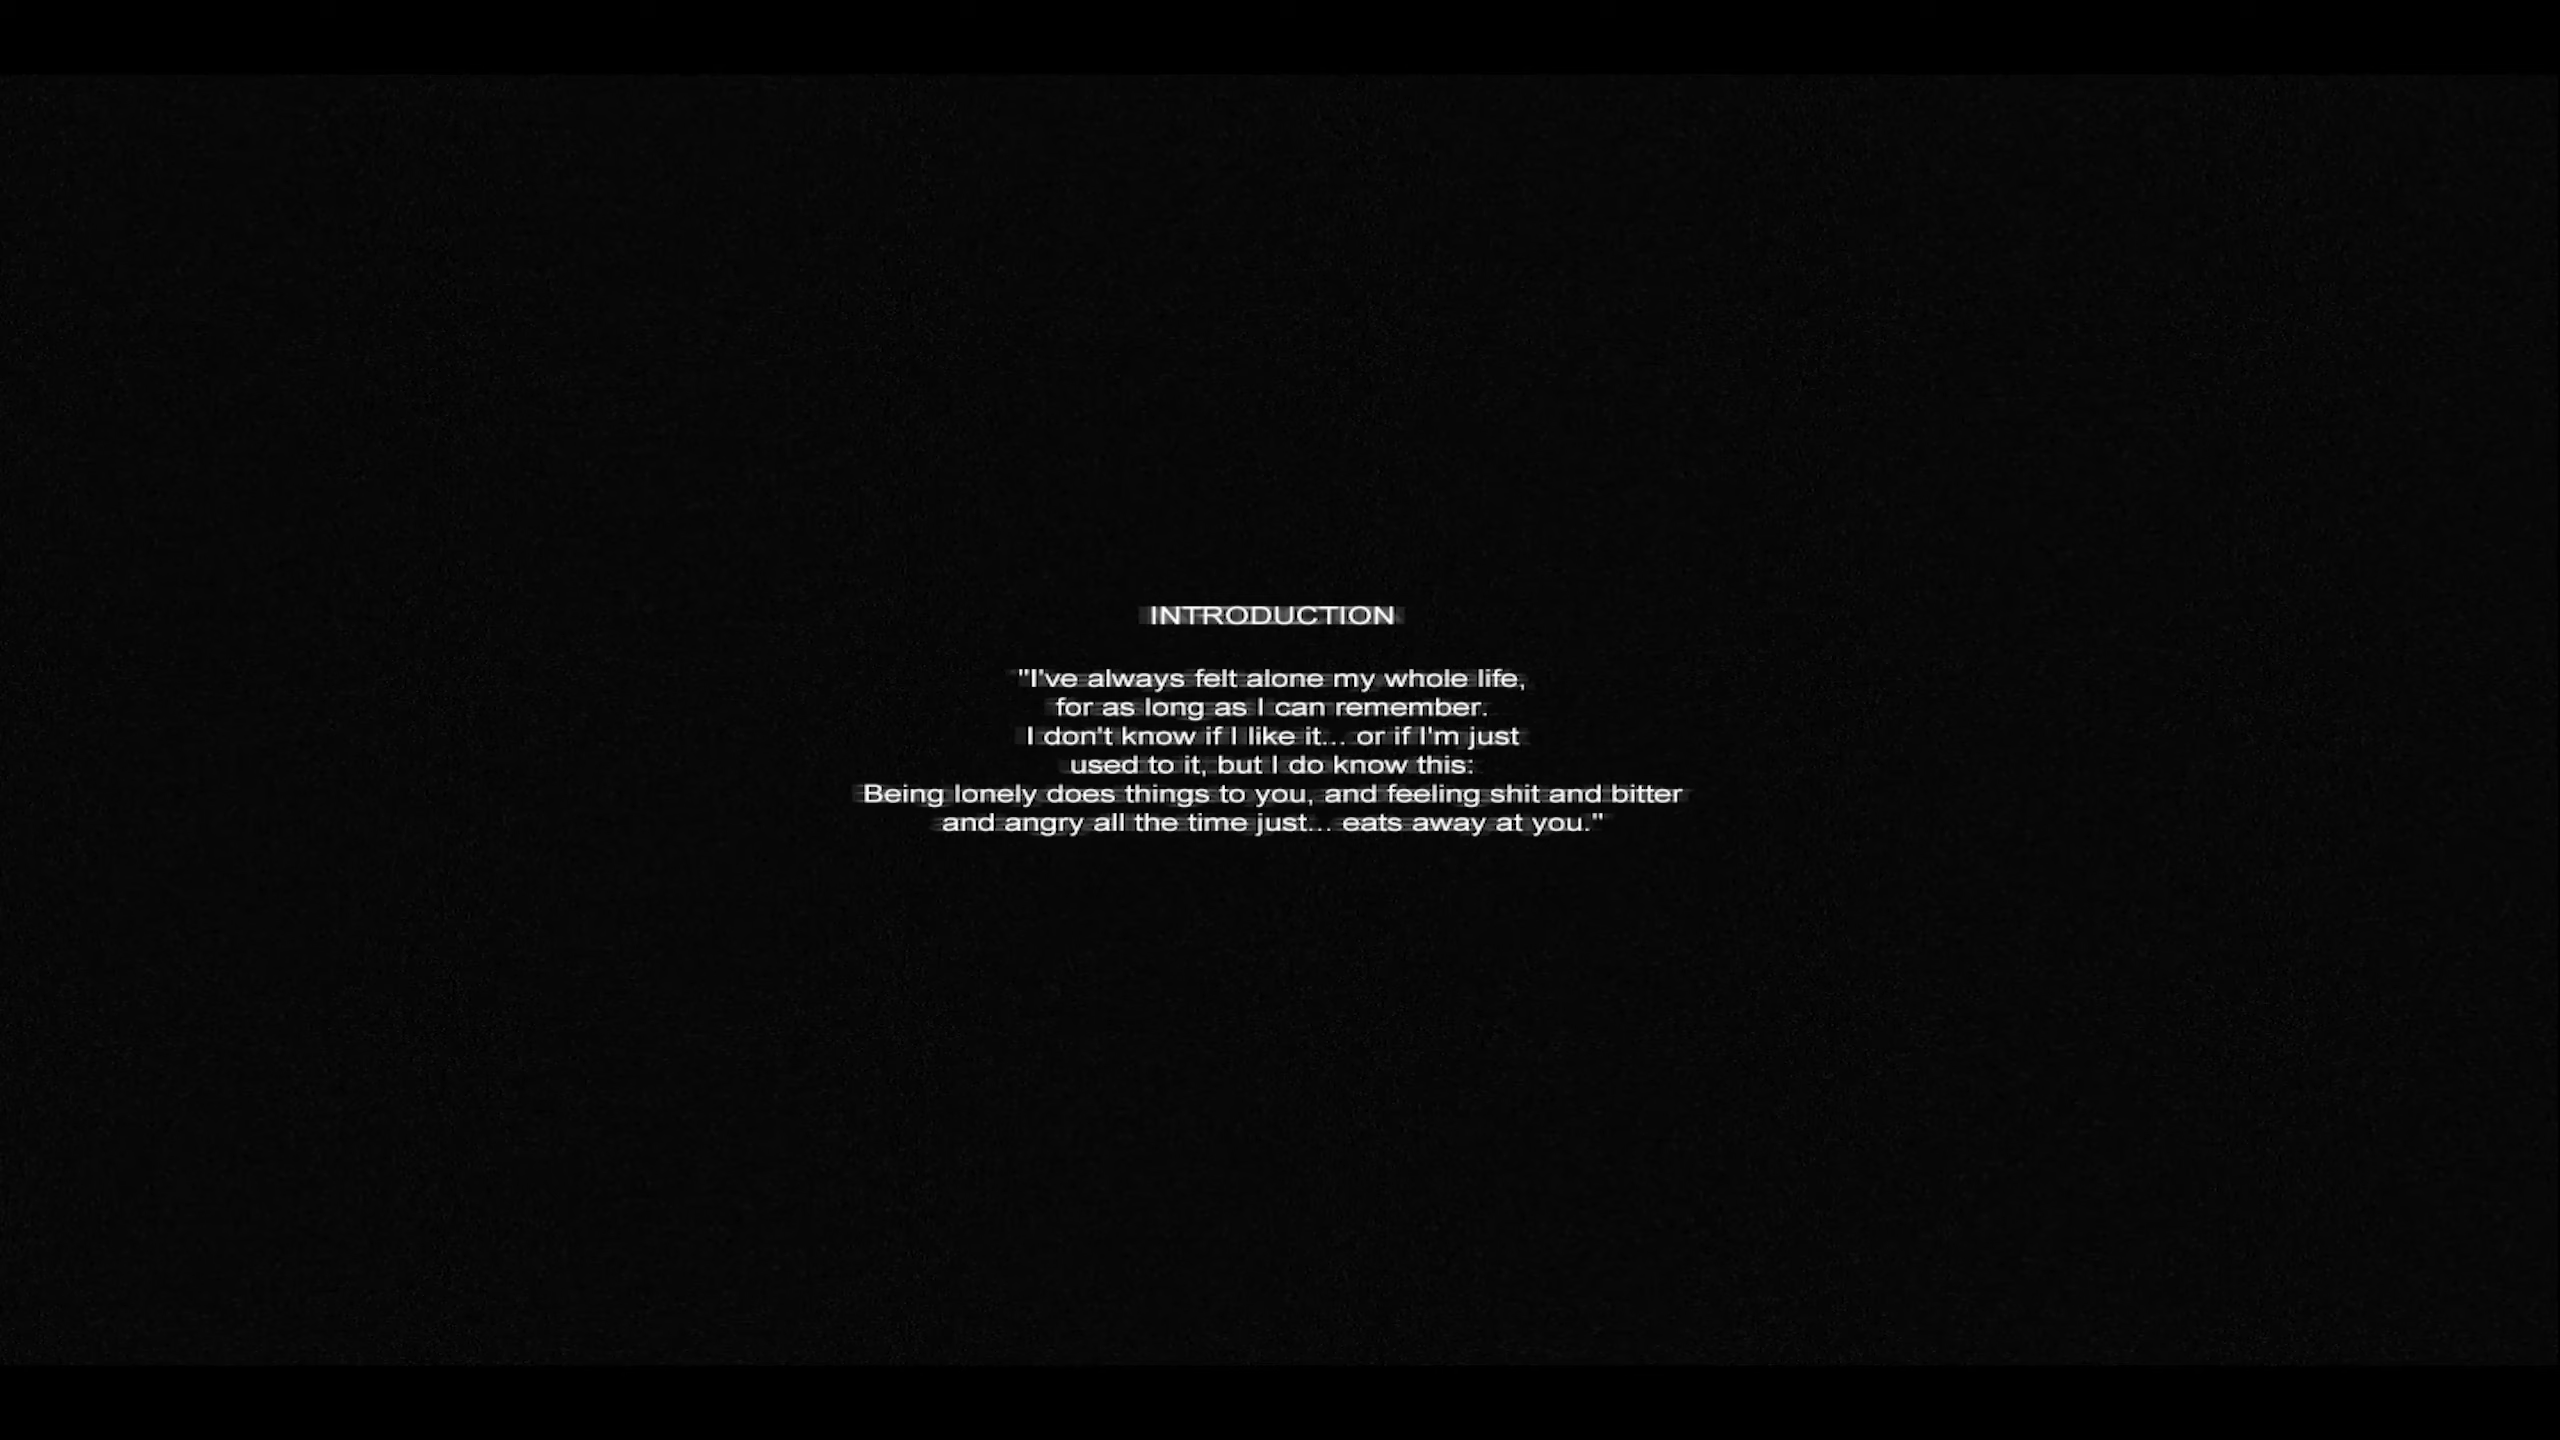 INTRODUCTION
"I've always felt alone my whole life,
for as long as I can remember.
I don't know if I like it... or if I'm just
used to it, but I do know this:
Being lonely does things to you, and feeling shit and bitter
and angry all the time just... eats away at you."